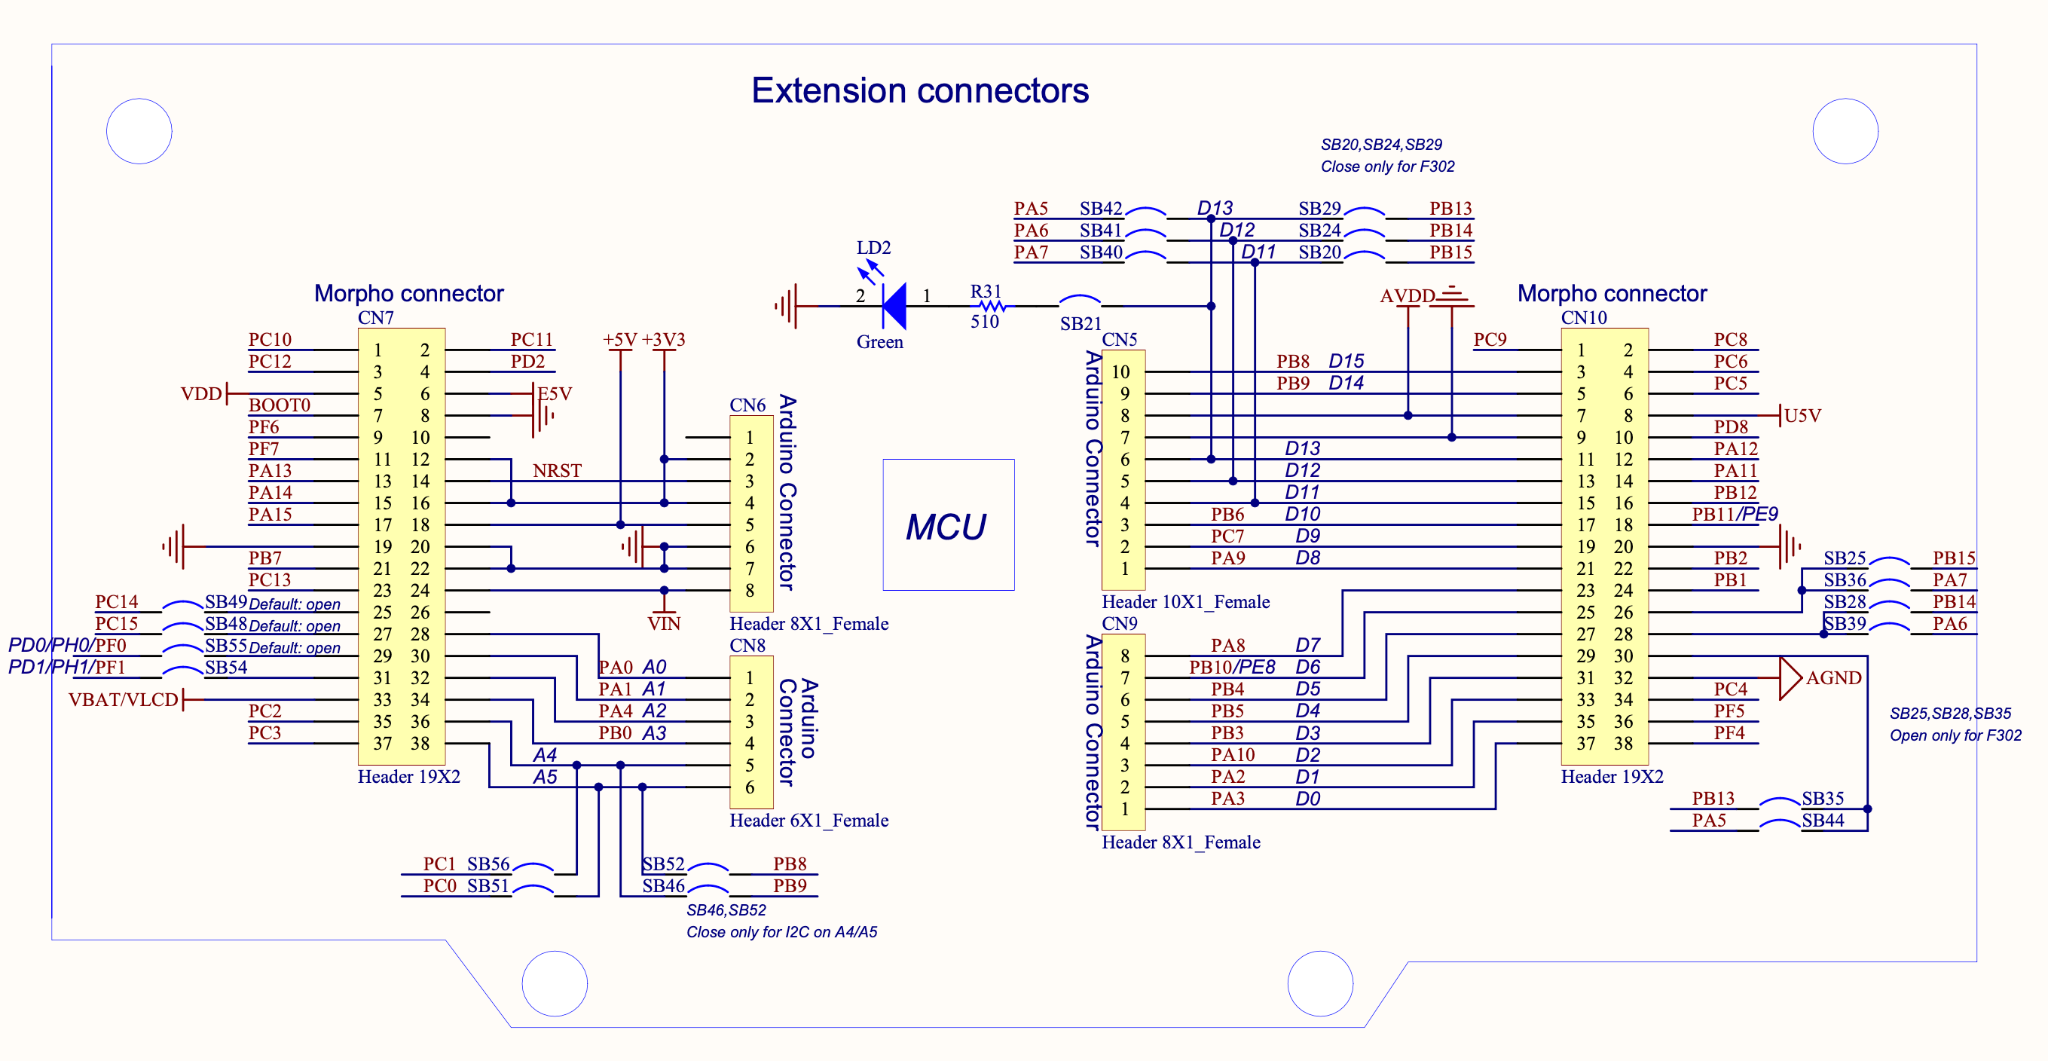 Extension connectors
SB20,SB24,SB29
Close only for F302
PA5 SB42 D13 SB29 PB13
PA6 SB41 D12 SB24 PB14
PA7 SB40 D11 SB20 PB15
LD2
2 1 R31
510
SB21
Green
AVDD
Morpho connector
CN7
PC10 1 2 PC11
PC12 3 4 PD2
VDD 5 6 E5V
BOOT0 7 8
PF6 9 10
PF7 11 12
PA13 13 14 NRST
PA14 15 16
PA15 17 18
19 20
PB7 21 22
PC13 23 24
PC14 SB49 Default: open 25 26
PC15 SB48 Default: open 27 28
PD0/PH0/PF0 SB55 Default: open 29 30
PD1/PH1/PF1 SB54 31 32
VBAT/VLCD 33 34
PC2 35 36
PC3 37 38
Header 19X2
+5V +3V3
CN6
Arduino Connector
1
2
3
4
5
6
7
8
VIN
Header 8X1_Female
CN8
Arduino
Connector
PA0 A0 1
PA1 A1 2
PA4 A2 3
PB0 A3 4
A4 5
A5 6
Header 6X1_Female
PC1 SB56 SB52 PB8
PC0 SB51 SB46 PB9
SB46,SB52
Close only for I2C on A4/A5
MCU
CN5
Arduino Connector
10 PB8 D15
9 PB9 D14
8
7
6 D13
5 D12
4 D11
3 PB6 D10
2 PC7 D9
1 PA9 D8
Header 10X1_Female
CN9
Arduino Connector
8 PA8 D7
7 PB10/PE8 D6
6 PB4 D5
5 PB5 D4
4 PB3 D3
3 PA10 D2
2 PA2 D1
1 PA3 D0
Header 8X1_Female
Morpho connector
CN10
PC9 1 2 PC8
3 4 PC6
5 6 PC5
7 8 U5V
9 10 PD8
11 12 PA12
13 14 PA11
15 16 PB12
17 18 PB11/PE9
19 20
21 22 PB2
23 24 PB1
25 26
27 28
29 30
31 32 AGND
33 34 PC4
35 36 PF5
37 38 PF4
Header 19X2
SB25 PB15
SB36 PA7
SB28 PB14
SB39 PA6
SB25,SB28,SB35
Open only for F302
PB13 SB35
PA5 SB44